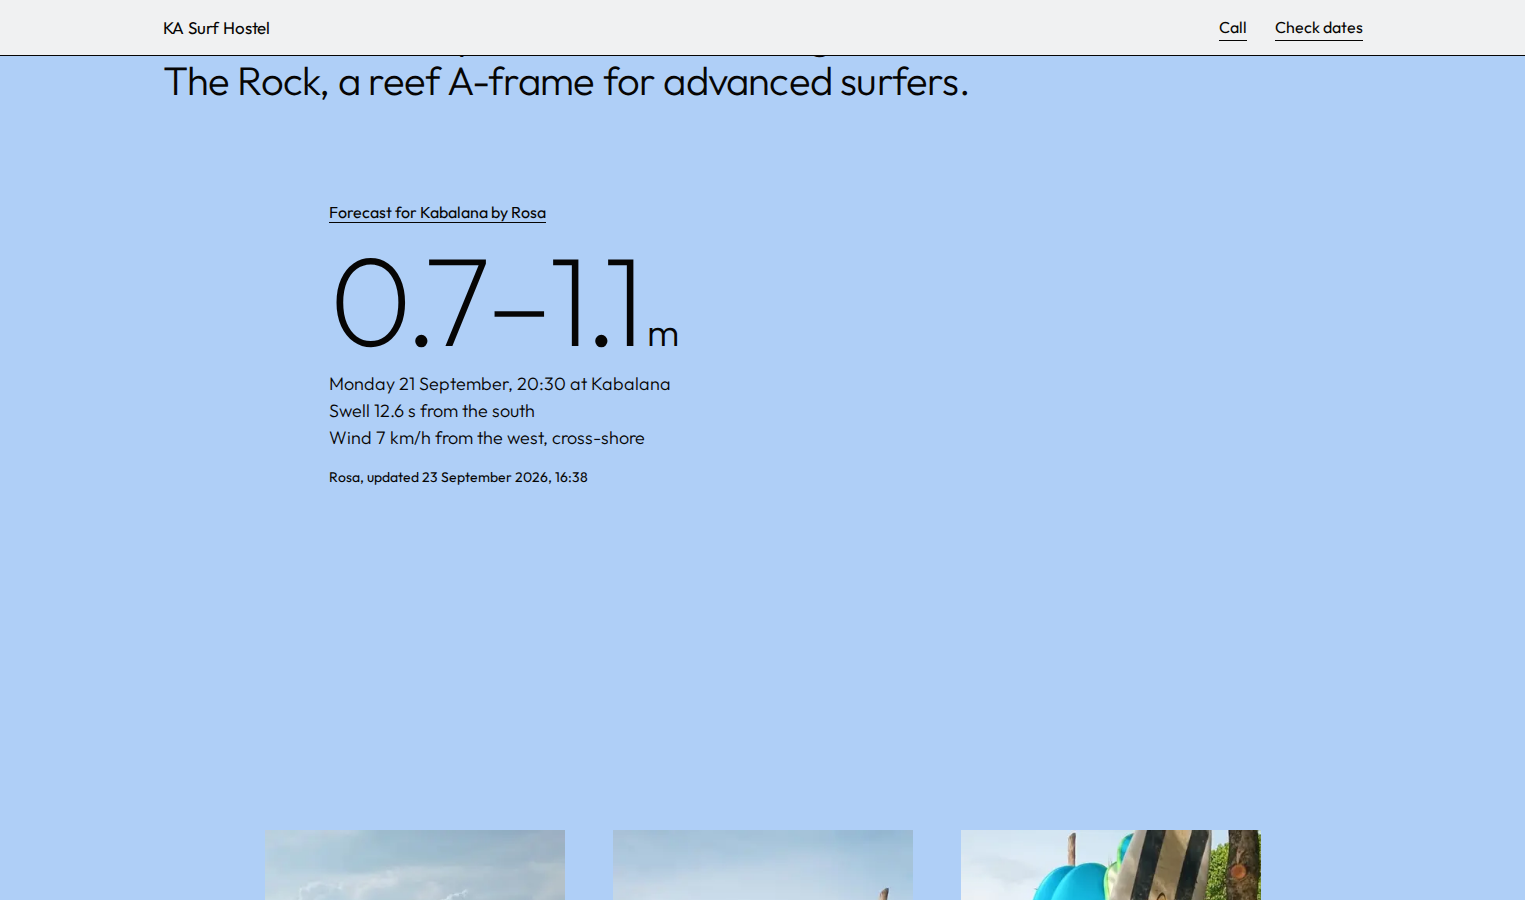 KA Surf Hostel
Call
Check dates
The Rock, a reef A-frame for advanced surfers.
Forecast for Kabalana by Rosa
0.7–1.1 m
Monday 21 September, 20:30 at Kabalana
Swell 12.6 s from the south
Wind 7 km/h from the west, cross-shore
Rosa, updated 23 September 2026, 16:38